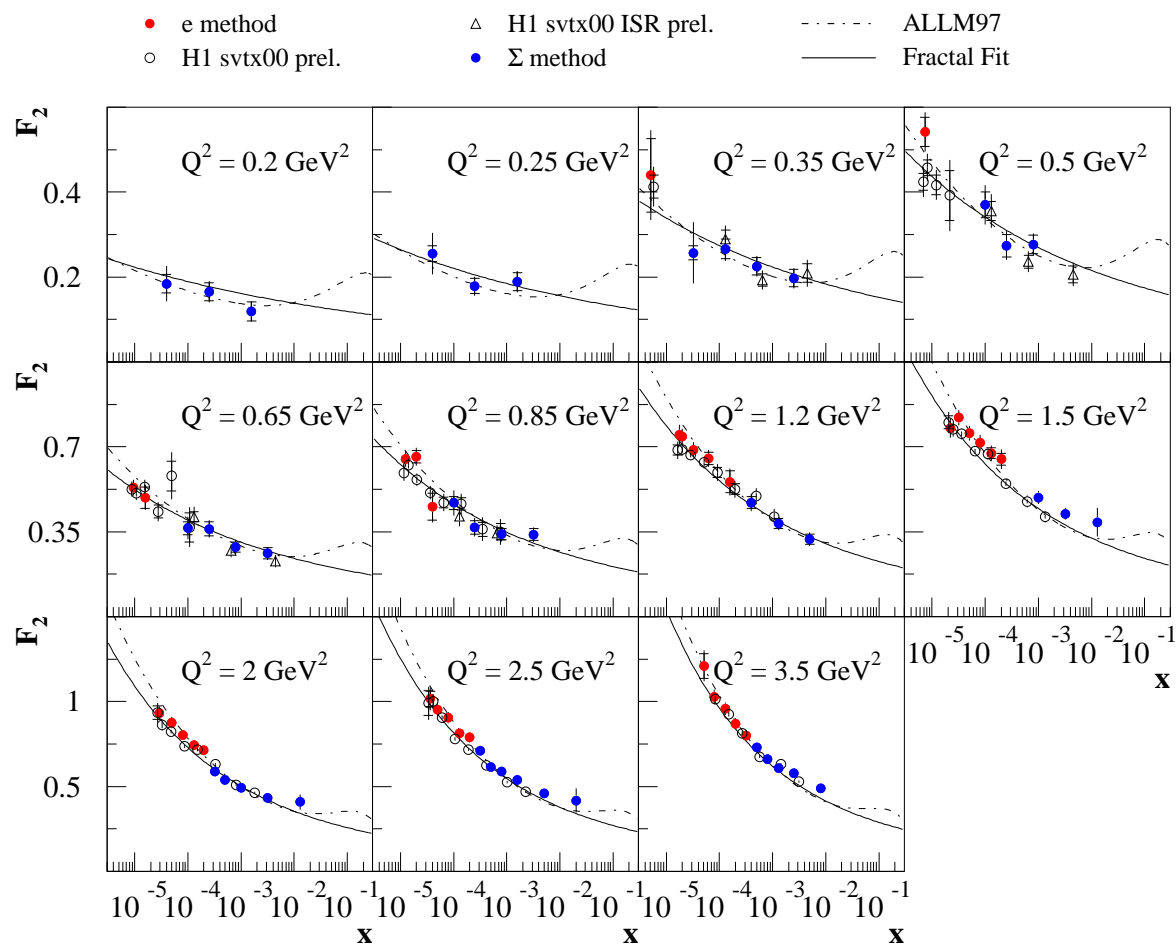 e method
H1 svtx00 prel.
H1 svtx00 ISR prel.
Σ method
ALLM97
Fractal Fit
F₂
Q² = 0.2 GeV²
Q² = 0.25 GeV²
Q² = 0.35 GeV²
Q² = 0.5 GeV²
0.4
0.2
0
F₂
Q² = 0.65 GeV²
Q² = 0.85 GeV²
Q² = 1.2 GeV²
Q² = 1.5 GeV²
0.7
0.35
10⁻⁵ 10⁻⁴ 10⁻³ 10⁻² 10⁻¹
x
F₂
Q² = 2 GeV²
Q² = 2.5 GeV²
Q² = 3.5 GeV²
1
0.5
10⁻⁵ 10⁻⁴ 10⁻³ 10⁻² 10⁻¹
10⁻⁵ 10⁻⁴ 10⁻³ 10⁻² 10⁻¹
10⁻⁵ 10⁻⁴ 10⁻³ 10⁻² 10⁻¹
x
x
x